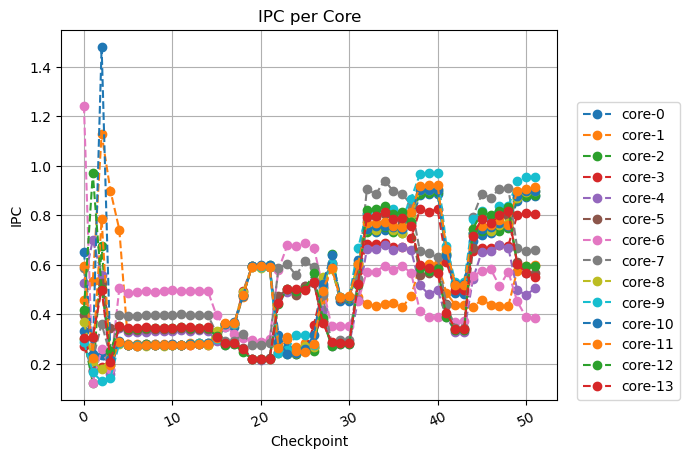 IPC per Core
IPC
1.4
1.2
1.0
0.8
0.6
0.4
0.2
0
10
20
30
40
50
Checkpoint
core-0
core-1
core-2
core-3
core-4
core-5
core-6
core-7
core-8
core-9
core-10
core-11
core-12
core-13